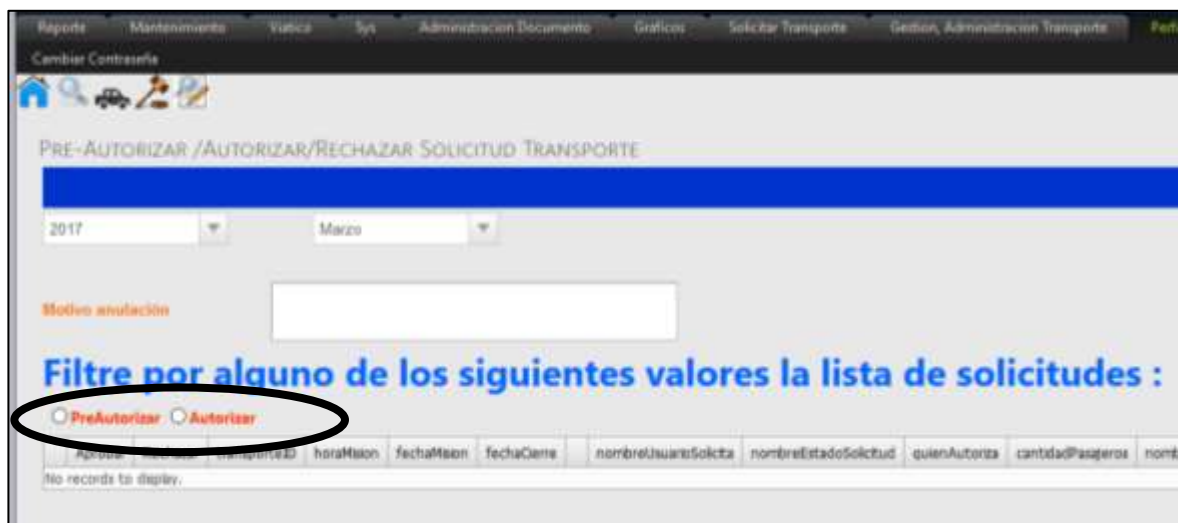 Reporte Mantenimiento Viatico Sys Administracion Documento Graficos Solicitar Transporte Gestion, Administracion Transporte
Cambiar Contraseña
PRE-AUTORIZAR /AUTORIZAR/RECHAZAR SOLICITUD TRANSPORTE
2017 Marzo
Motivo anulación
Filtre por alguno de los siguientes valores la lista de solicitudes :
PreAutorizar Autorizar
Aprobar Rechazar transporteID horaMision fechaMision fechaCierre nombreUsuarioSolicita nombreEstadoSolicitud quienAutoriza cantidadPasajeros
No records to display.